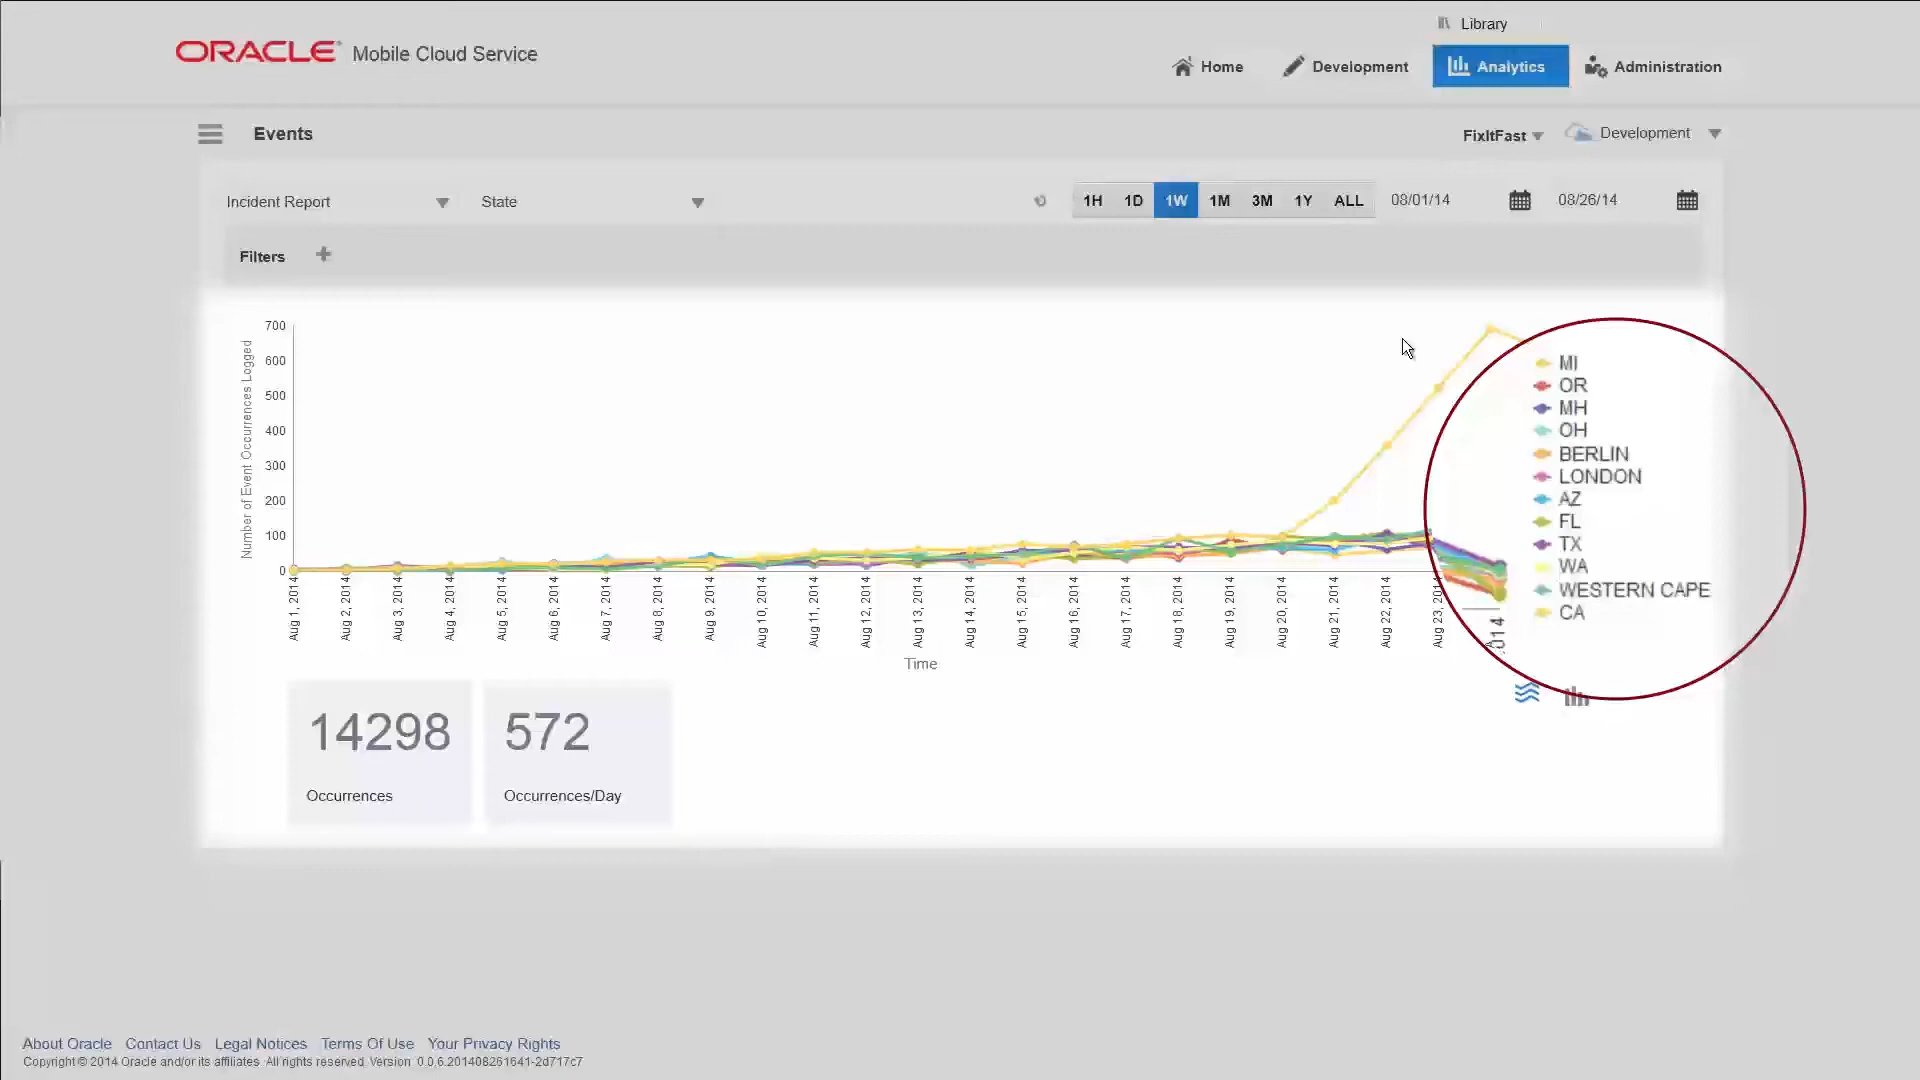 Library
ORACLE Mobile Cloud Service
Home Development Analytics Administration
Events FixItFast Development
Incident Report State 1H 1D 1W 1M 3M 1Y ALL 08/01/14 08/26/14
Filters +
Number of Event Occurrences Logged
700
600
500
400
300
200
100
0
MI
OR
MH
OH
BERLIN
LONDON
AZ
FL
TX
WA
WESTERN CAPE
CA
Aug 1, 2014
Aug 2, 2014
Aug 3, 2014
Aug 4, 2014
Aug 5, 2014
Aug 6, 2014
Aug 7, 2014
Aug 8, 2014
Aug 9, 2014
Aug 10, 2014
Aug 11, 2014
Aug 12, 2014
Aug 13, 2014
Aug 14, 2014
Aug 15, 2014
Aug 16, 2014
Aug 17, 2014
Aug 18, 2014
Aug 19, 2014
Aug 20, 2014
Aug 21, 2014
Aug 22, 2014
Aug 23, 201
014
Time
14298 572
Occurrences Occurrences/Day
About Oracle Contact Us Legal Notices Terms Of Use Your Privacy Rights
Copyright © 2014 Oracle and/or its affiliates. All rights reserved. Version: 0.0.6.201408261641-2d717c7